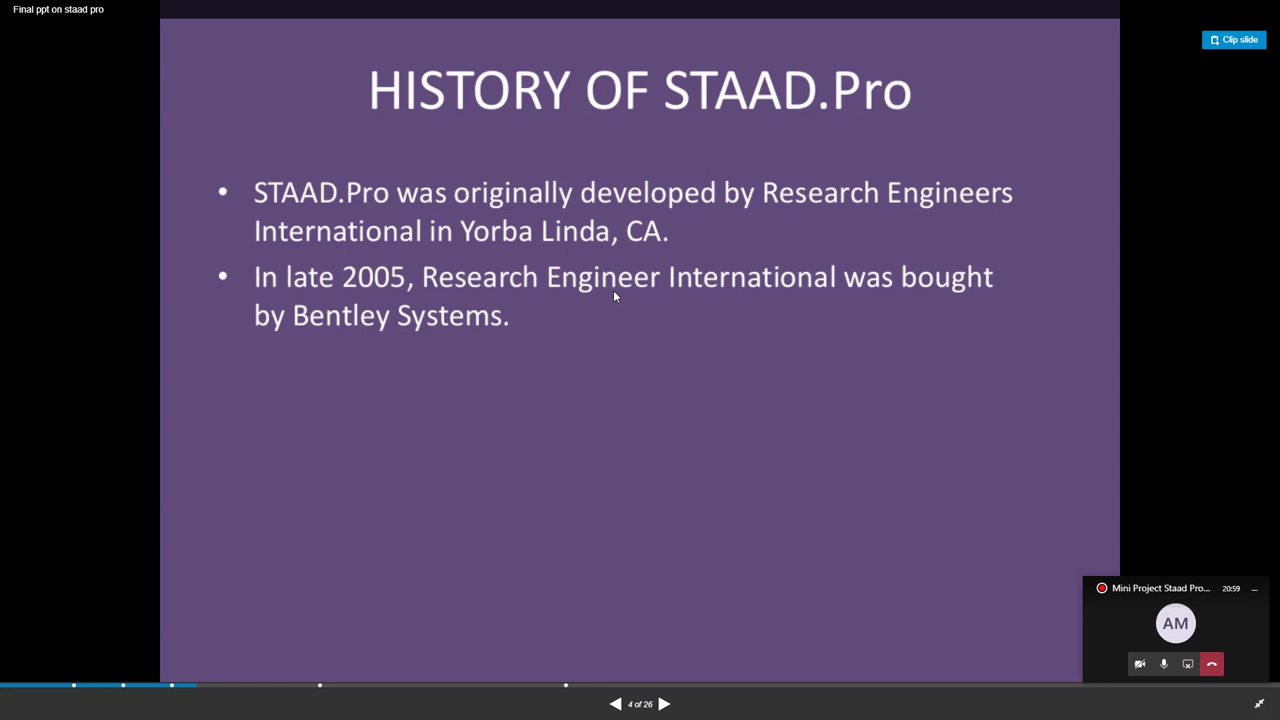 Final ppt on staad pro
Clip slide
HISTORY OF STAAD.Pro
• STAAD.Pro was originally developed by Research Engineers
International in Yorba Linda, CA.
• In late 2005, Research Engineer International was bought
by Bentley Systems.
Mini Project Staad Pro... 20:59
AM
4 of 26